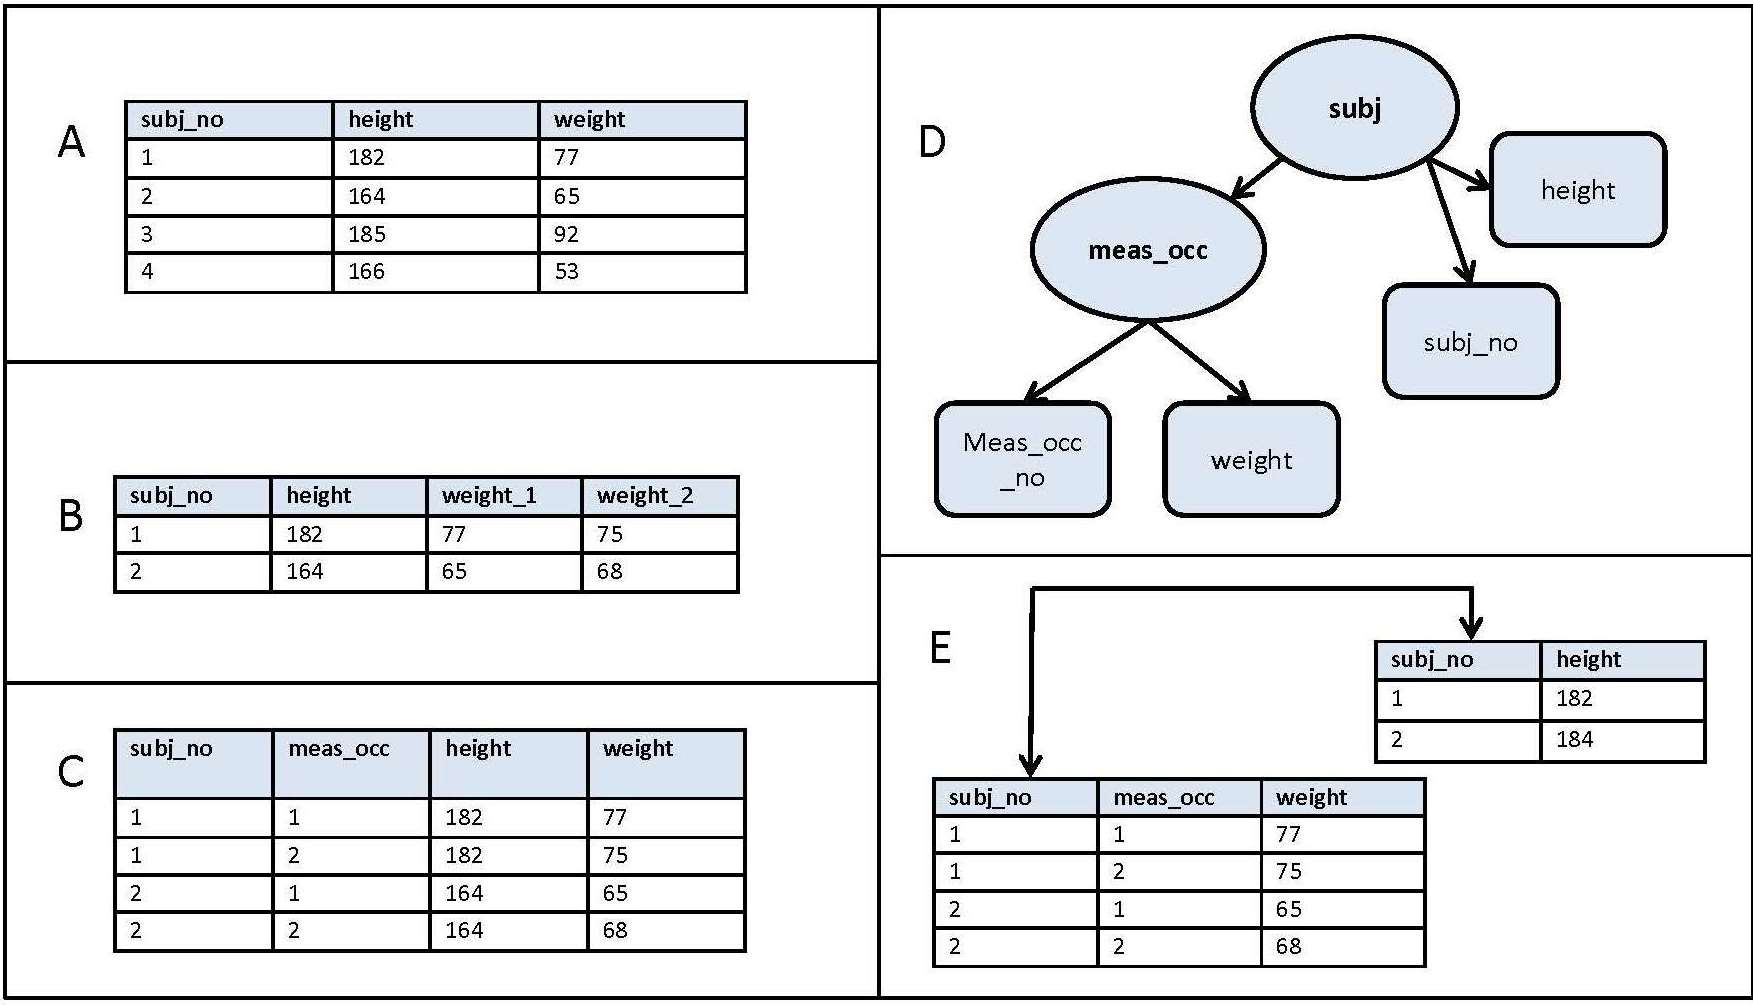 A
subj_no height weight
1 182 77
2 164 65
3 185 92
4 166 53
B
subj_no height weight_1 weight_2
1 182 77 75
2 164 65 68
C
subj_no meas_occ height weight
1 1 182 77
1 2 182 75
2 1 164 65
2 2 164 68
D
subj
height
meas_occ
subj_no
Meas_occ
_no
weight
E
subj_no height
1 182
2 184
subj_no meas_occ weight
1 1 77
1 2 75
2 1 65
2 2 68